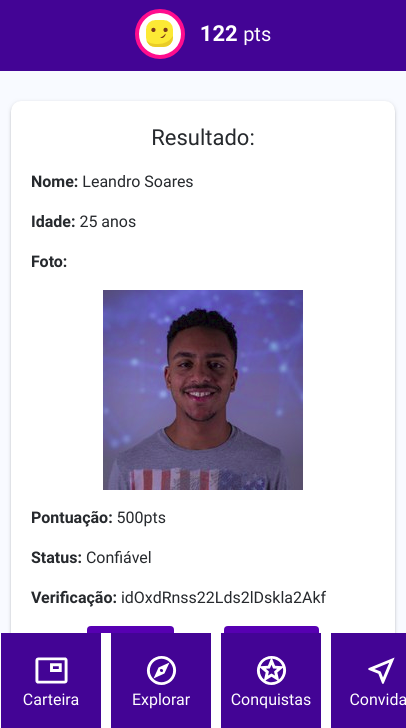 122 pts
Resultado:
Nome: Leandro Soares
Idade: 25 anos
Foto:
Pontuação: 500pts
Status: Confiável
Verificação: idOxdRnss22Lds2lDskla2Akf
Carteira
Explorar
Conquistas
Convida